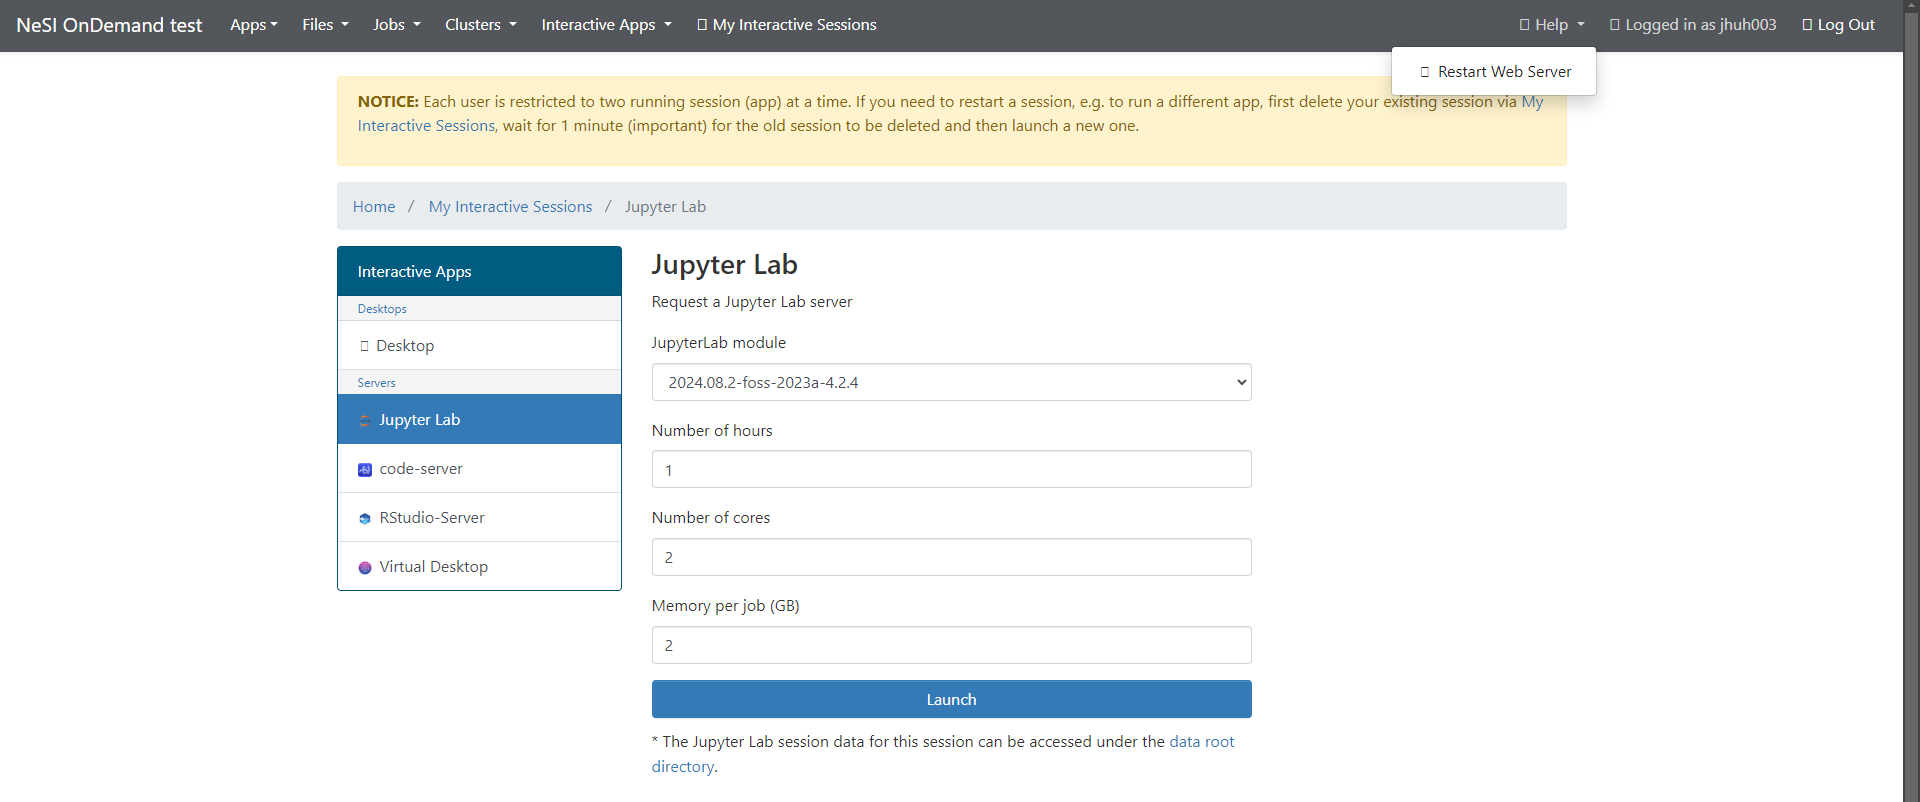 NeSI OnDemand test Apps Files Jobs Clusters Interactive Apps My Interactive Sessions Help Logged in as jhuh003 Log Out
Restart Web Server
NOTICE: Each user is restricted to two running session (app) at a time. If you need to restart a session, e.g. to run a different app, first delete your existing session via My
Interactive Sessions, wait for 1 minute (important) for the old session to be deleted and then launch a new one.
Home / My Interactive Sessions / Jupyter Lab
Interactive Apps
Desktops
Desktop
Servers
Jupyter Lab
code-server
RStudio-Server
Virtual Desktop
Jupyter Lab
Request a Jupyter Lab server
JupyterLab module
2024.08.2-foss-2023a-4.2.4
Number of hours
1
Number of cores
2
Memory per job (GB)
2
Launch
* The Jupyter Lab session data for this session can be accessed under the data root
directory.